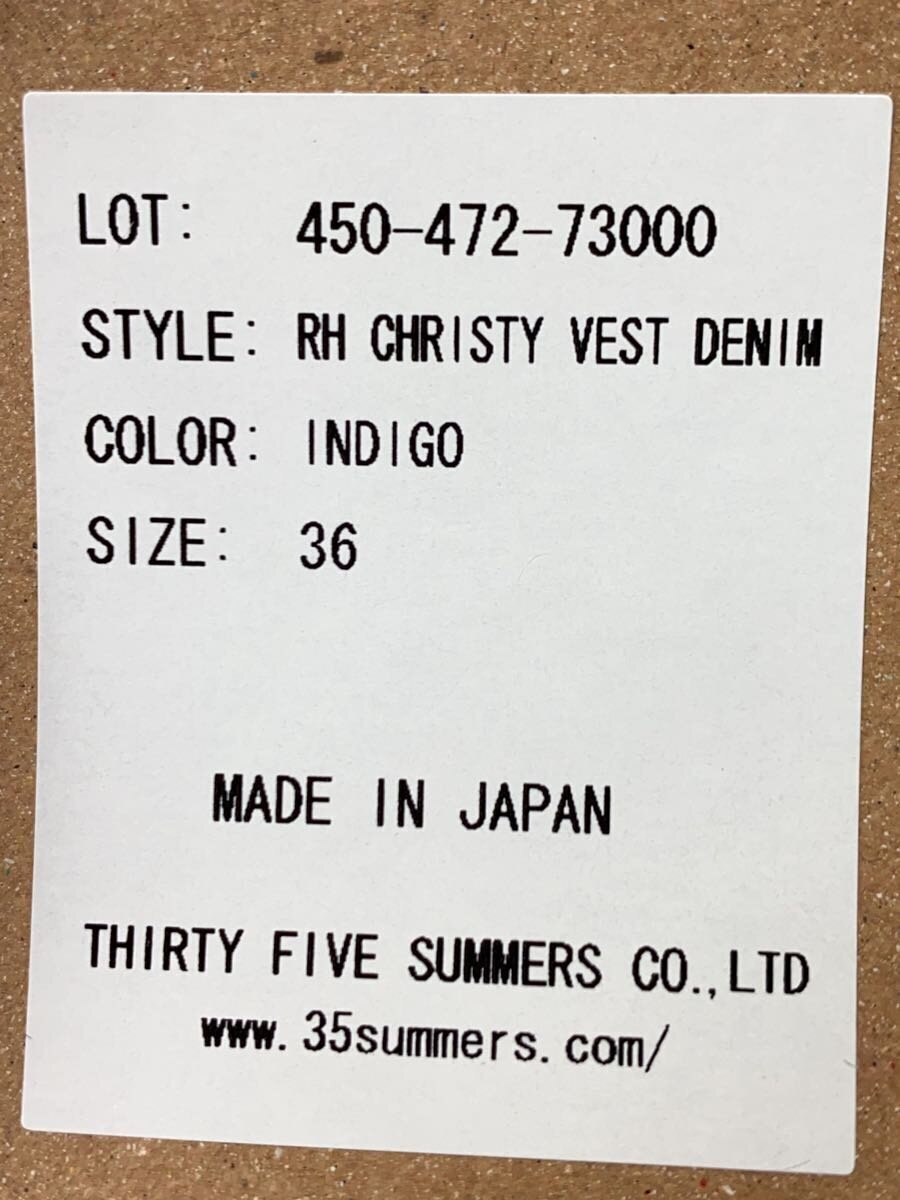 LOT: 450-472-73000
STYLE: RH CHRISTY VEST DENIM
COLOR: INDIGO
SIZE: 36
MADE IN JAPAN
THIRTY FIVE SUMMERS CO.,LTD
www.35summers.com/